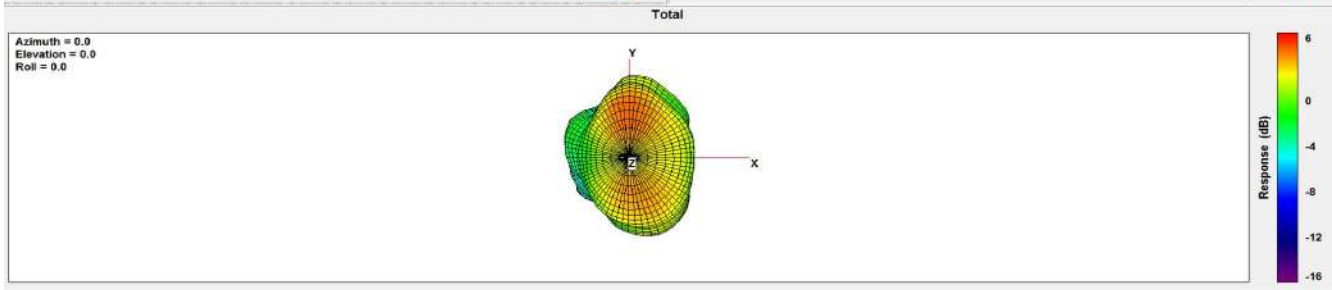 Total
Azimuth = 0.0
Elevation = 0.0
Roll = 0.0
Y
Z
X
Response (dB)
6
0
-4
-8
-12
-16